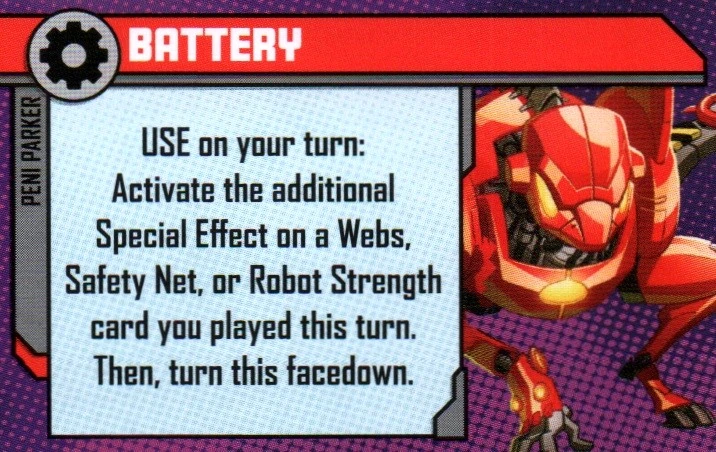 BATTERY
PENI PARKER
USE on your turn:
Activate the additional
Special Effect on a Webs,
Safety Net, or Robot Strength
card you played this turn.
Then, turn this facedown.